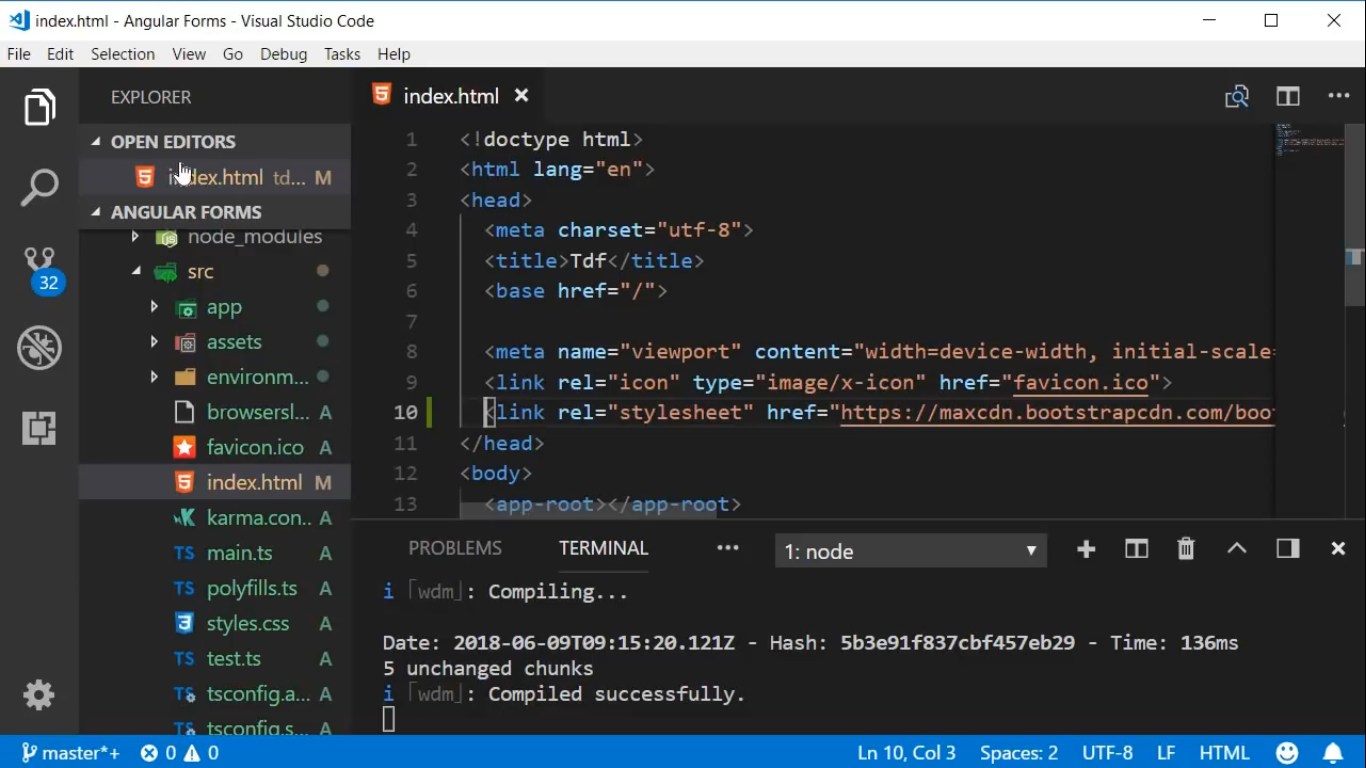 index.html - Angular Forms - Visual Studio Code
File Edit Selection View Go Debug Tasks Help
EXPLORER
OPEN EDITORS
index.html td... M
ANGULAR FORMS
node_modules
src
app
assets
environm...
browsersl... A
favicon.ico A
index.html M
karma.con... A
main.ts A
polyfills.ts A
styles.css A
test.ts A
tsconfig.a... A
tsconfig.s... A
32
index.html
1 <!doctype html>
2 <html lang="en">
3 <head>
4 <meta charset="utf-8">
5 <title>Tdf</title>
6 <base href="/">
7
8 <meta name="viewport" content="width=device-width, initial-scale=
9 <link rel="icon" type="image/x-icon" href="favicon.ico">
10 <link rel="stylesheet" href="https://maxcdn.bootstrapcdn.com/boot
11 </head>
12 <body>
13 <app-root></app-root>
PROBLEMS TERMINAL ... 1: node
i ｢wdm｣: Compiling...
Date: 2018-06-09T09:15:20.121Z - Hash: 5b3e91f837cbf457eb29 - Time: 136ms
5 unchanged chunks
i ｢wdm｣: Compiled successfully.
master*+ 0 0 Ln 10, Col 3 Spaces: 2 UTF-8 LF HTML